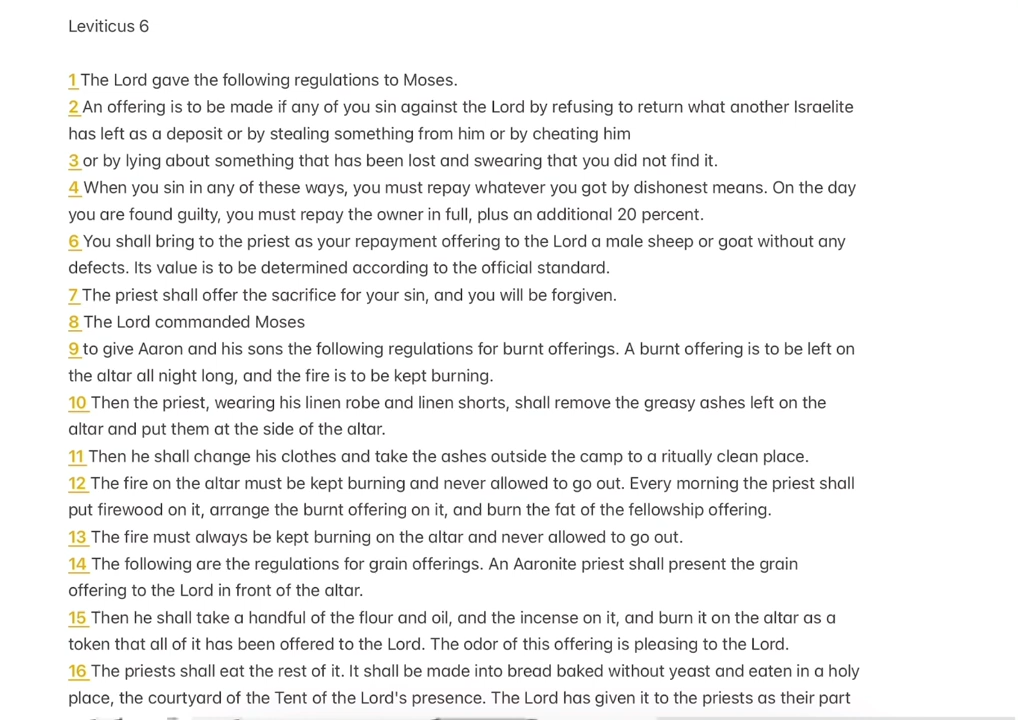 Leviticus 6
1 The Lord gave the following regulations to Moses.
2 An offering is to be made if any of you sin against the Lord by refusing to return what another Israelite
has left as a deposit or by stealing something from him or by cheating him
3 or by lying about something that has been lost and swearing that you did not find it.
4 When you sin in any of these ways, you must repay whatever you got by dishonest means. On the day
you are found guilty, you must repay the owner in full, plus an additional 20 percent.
6 You shall bring to the priest as your repayment offering to the Lord a male sheep or goat without any
defects. Its value is to be determined according to the official standard.
7 The priest shall offer the sacrifice for your sin, and you will be forgiven.
8 The Lord commanded Moses
9 to give Aaron and his sons the following regulations for burnt offerings. A burnt offering is to be left on
the altar all night long, and the fire is to be kept burning.
10 Then the priest, wearing his linen robe and linen shorts, shall remove the greasy ashes left on the
altar and put them at the side of the altar.
11 Then he shall change his clothes and take the ashes outside the camp to a ritually clean place.
12 The fire on the altar must be kept burning and never allowed to go out. Every morning the priest shall
put firewood on it, arrange the burnt offering on it, and burn the fat of the fellowship offering.
13 The fire must always be kept burning on the altar and never allowed to go out.
14 The following are the regulations for grain offerings. An Aaronite priest shall present the grain
offering to the Lord in front of the altar.
15 Then he shall take a handful of the flour and oil, and the incense on it, and burn it on the altar as a
token that all of it has been offered to the Lord. The odor of this offering is pleasing to the Lord.
16 The priests shall eat the rest of it. It shall be made into bread baked without yeast and eaten in a holy
place, the courtyard of the Tent of the Lord's presence. The Lord has given it to the priests as their part